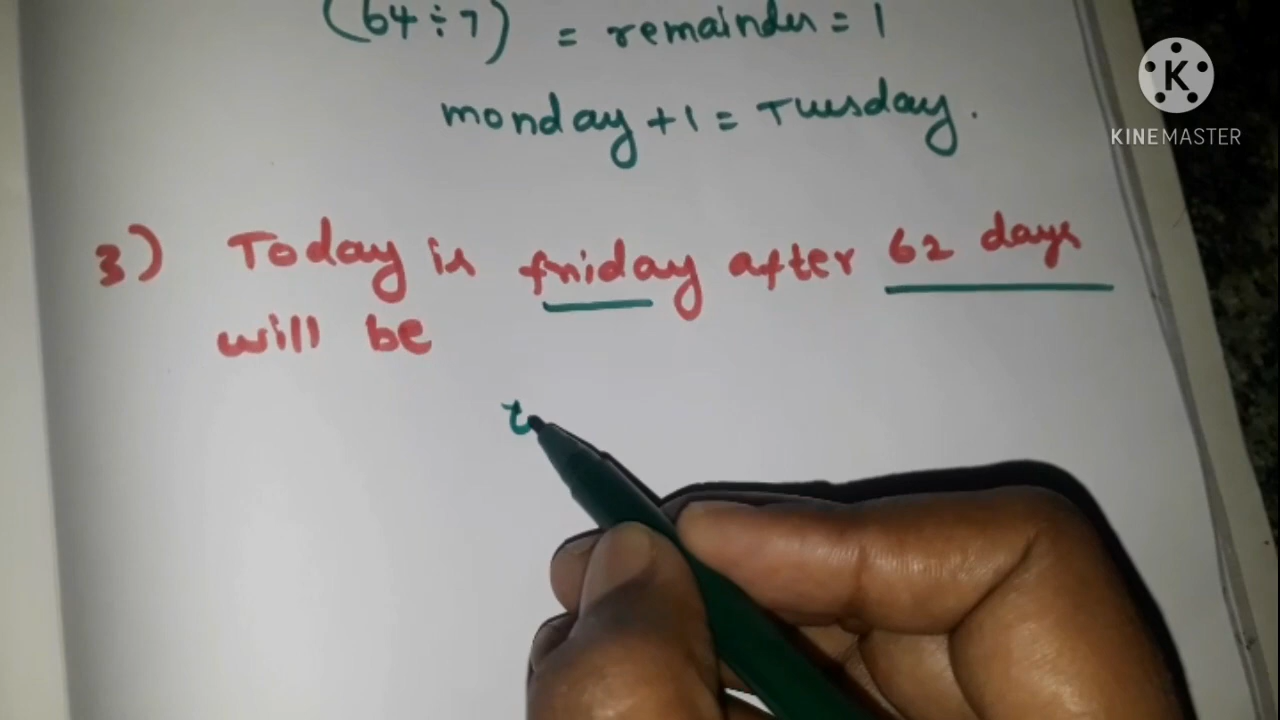 (64÷7) = remainder = 1
monday +1 = Tuesday.
3) Today is friday after 62 days
will be
K
KINEMASTER